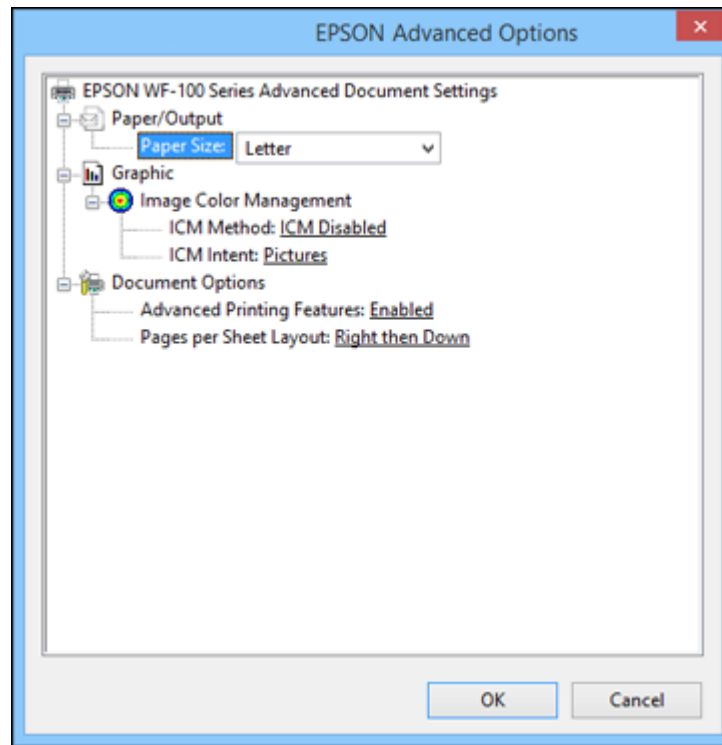 EPSON Advanced Options
EPSON WF-100 Series Advanced Document Settings
Paper/Output
Paper Size: Letter
Graphic
Image Color Management
ICM Method: ICM Disabled
ICM Intent: Pictures
Document Options
Advanced Printing Features: Enabled
Pages per Sheet Layout: Right then Down
OK Cancel